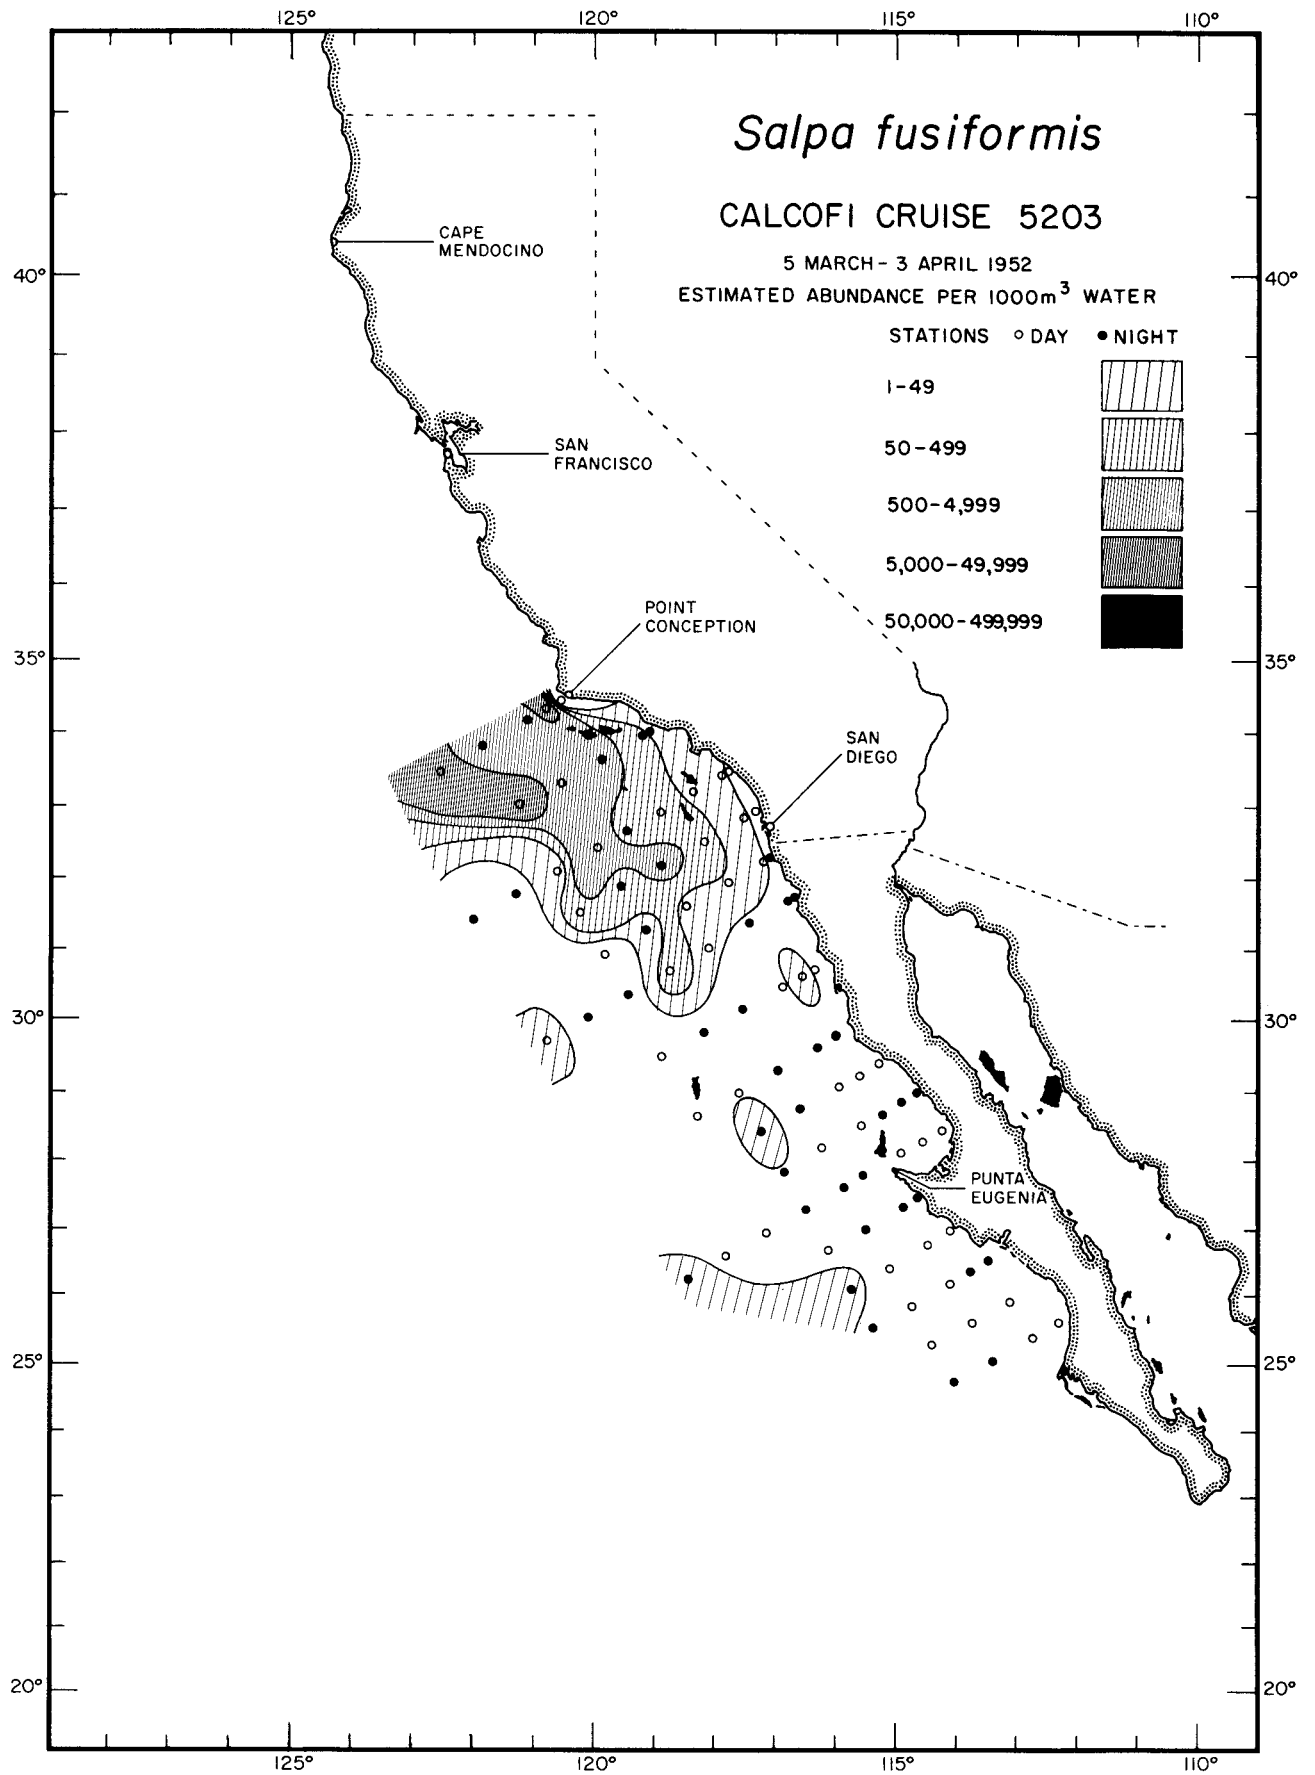 125° 120° 115° 110°
Salpa fusiformis
CALCOFI CRUISE 5203
5 MARCH – 3 APRIL 1952
ESTIMATED ABUNDANCE PER 1000m³ WATER
STATIONS ○ DAY ● NIGHT
1–49
50–499
500–4,999
5,000–49,999
50,000–499,999
CAPE
MENDOCINO
40° 40°
SAN
FRANCISCO
POINT
CONCEPTION
35° 35°
SAN
DIEGO
30° 30°
PUNTA
EUGENIA
25° 25°
20° 20°
125° 120° 115° 110°